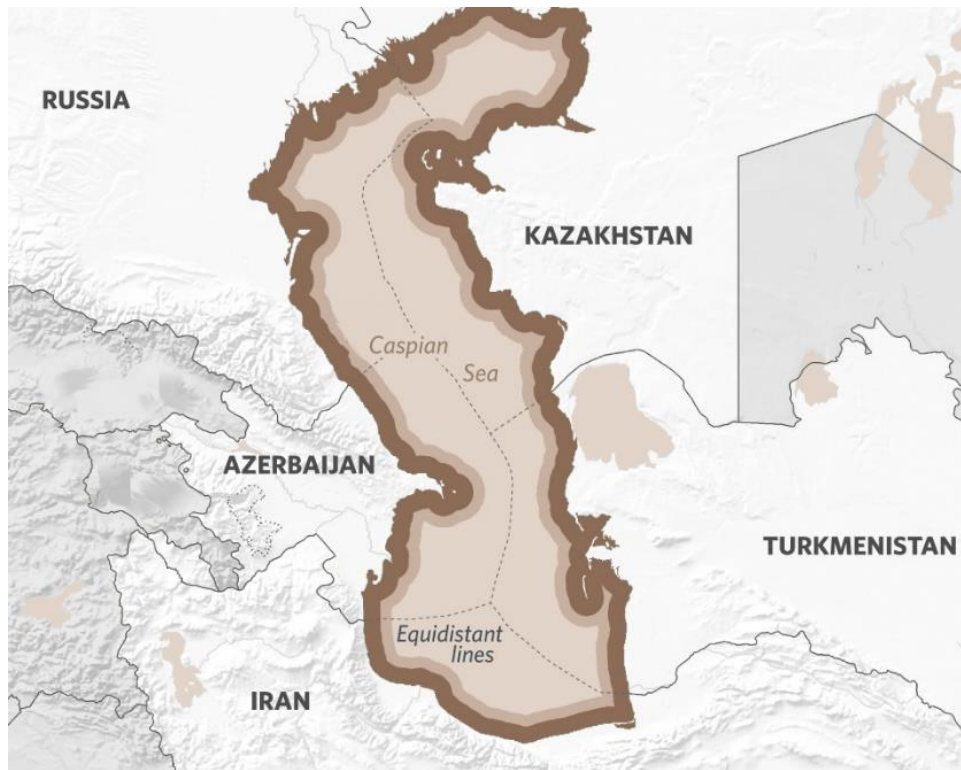 RUSSIA
KAZAKHSTAN
Caspian
Sea
AZERBAIJAN
TURKMENISTAN
Equidistant
lines
IRAN